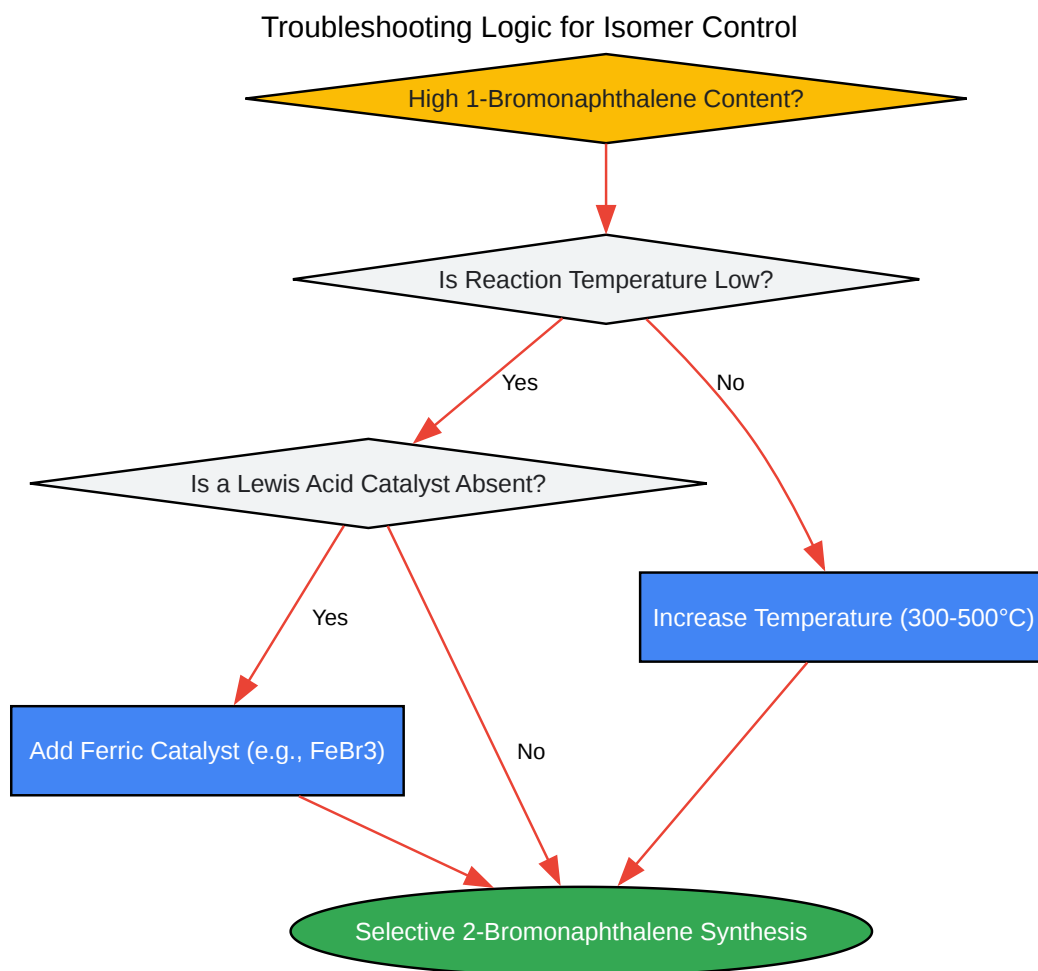 Troubleshooting Logic for Isomer Control
High 1-Bromonaphthalene Content?
Is Reaction Temperature Low?
Yes
No
Is a Lewis Acid Catalyst Absent?
Yes
Increase Temperature (300-500°C)
Add Ferric Catalyst (e.g., FeBr3)
No
Selective 2-Bromonaphthalene Synthesis